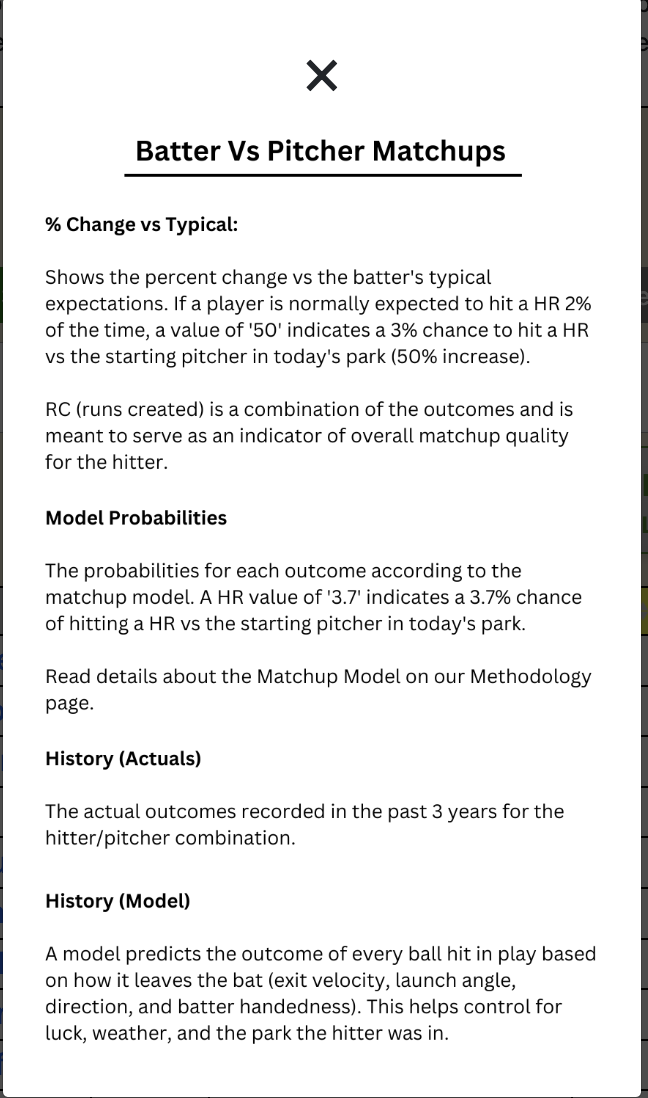 Batter Vs Pitcher Matchups
% Change vs Typical:
Shows the percent change vs the batter's typical
expectations. If a player is normally expected to hit a HR 2%
of the time, a value of '50' indicates a 3% chance to hit a HR
vs the starting pitcher in today's park (50% increase).
RC (runs created) is a combination of the outcomes and is
meant to serve as an indicator of overall matchup quality
for the hitter.
Model Probabilities
The probabilities for each outcome according to the
matchup model. A HR value of '3.7' indicates a 3.7% chance
of hitting a HR vs the starting pitcher in today's park.
Read details about the Matchup Model on our Methodology
page.
History (Actuals)
The actual outcomes recorded in the past 3 years for the
hitter/pitcher combination.
History (Model)
A model predicts the outcome of every ball hit in play based
on how it leaves the bat (exit velocity, launch angle,
direction, and batter handedness). This helps control for
luck, weather, and the park the hitter was in.